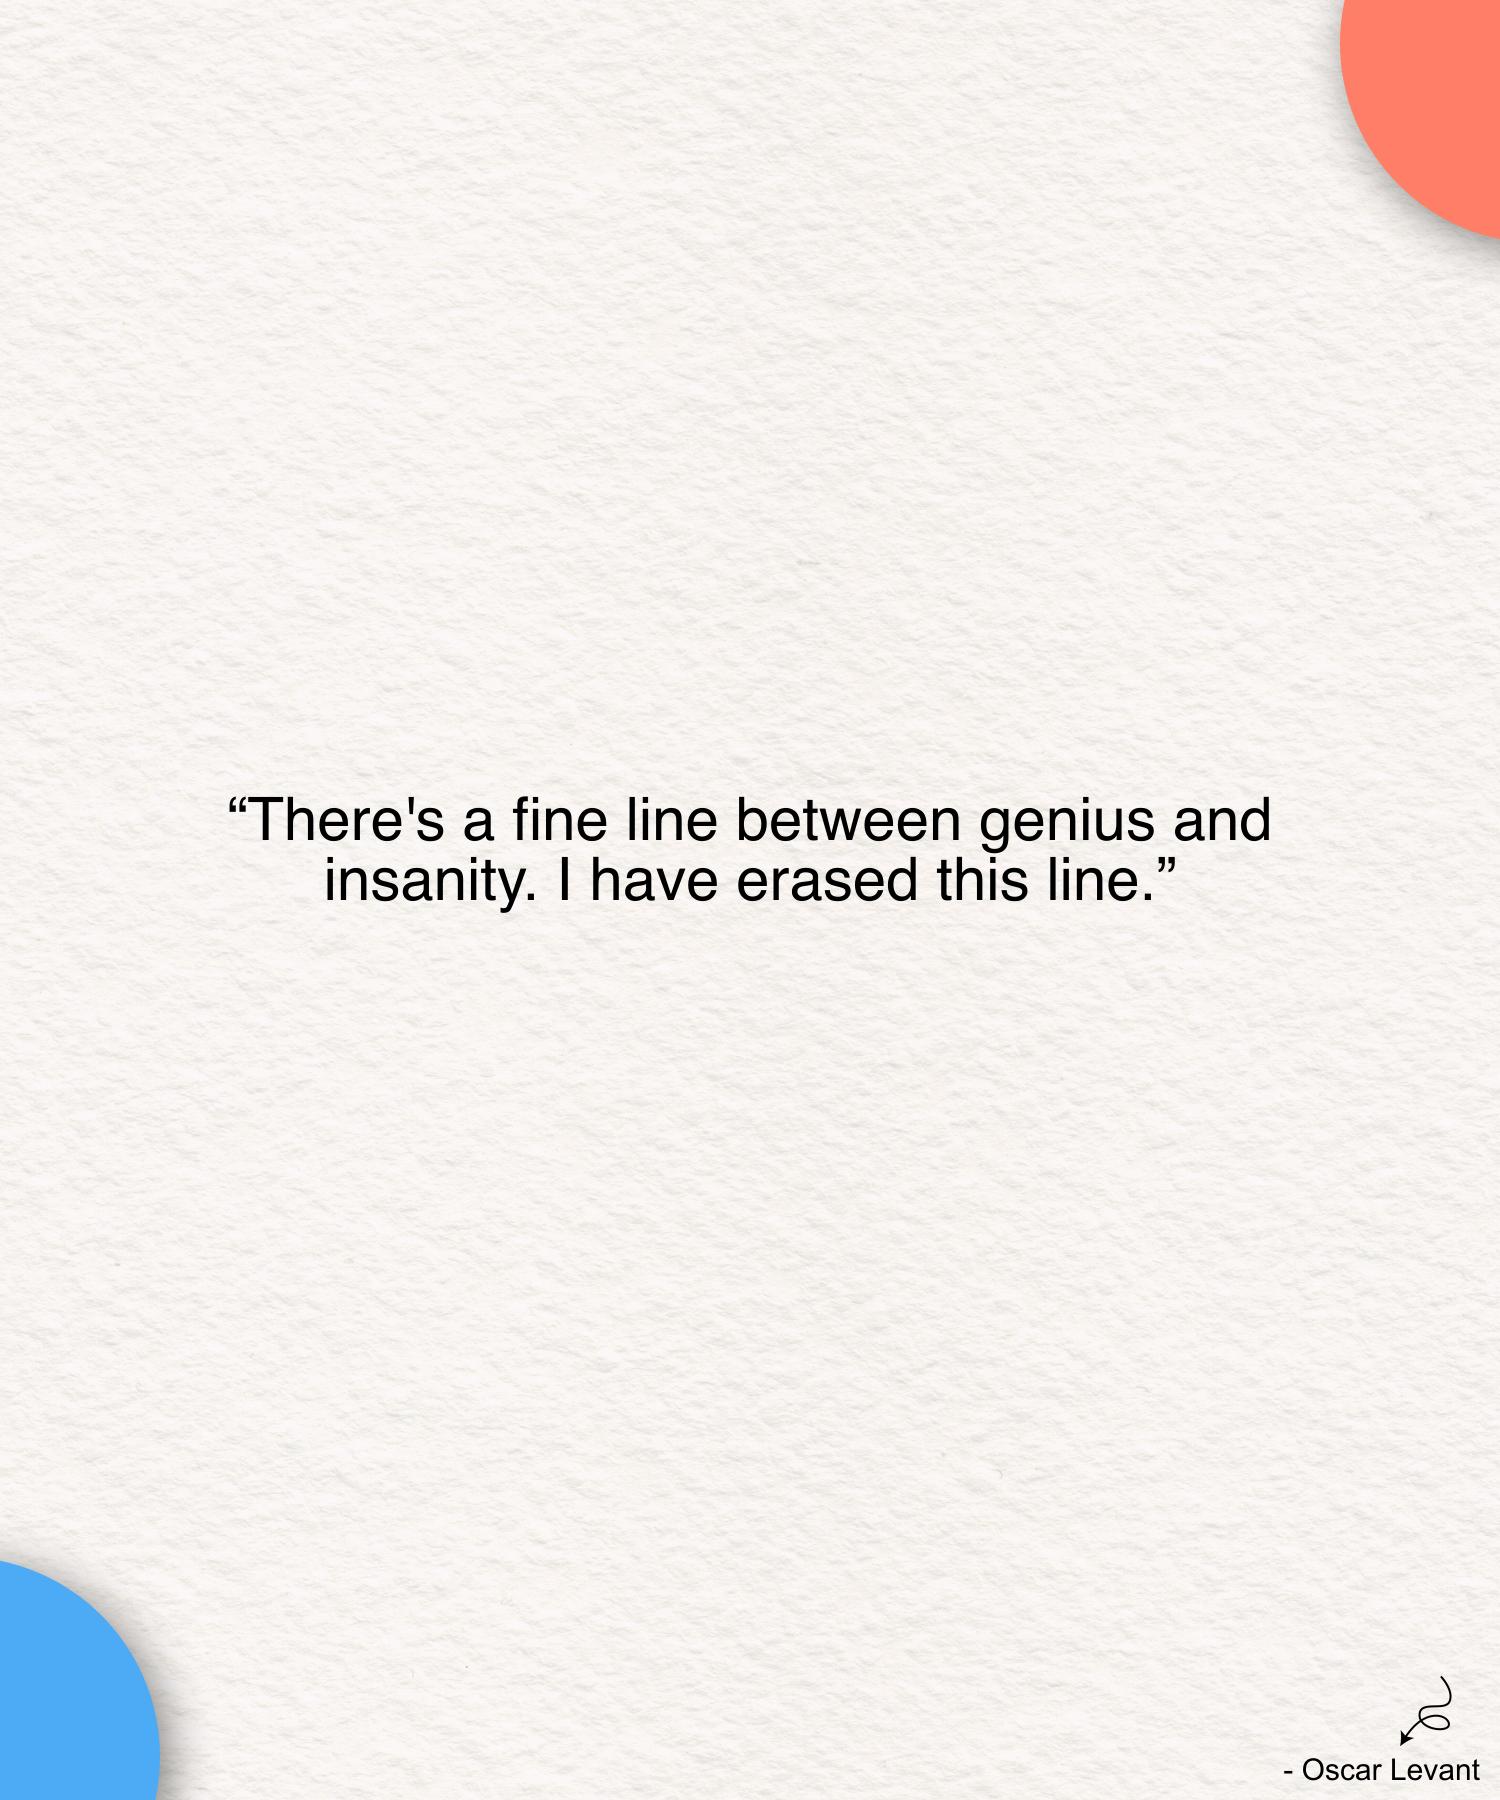 “There's a fine line between genius and
insanity. I have erased this line.”
- Oscar Levant